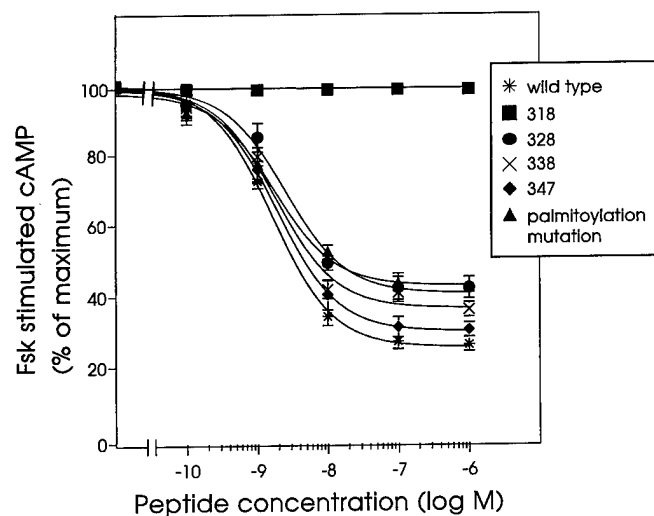 Fsk stimulated cAMP
(% of maximum)
100
80
60
40
20
0
-10
-9
-8
-7
-6
Peptide concentration (log M)
wild type
318
328
338
347
palmitoylation
mutation